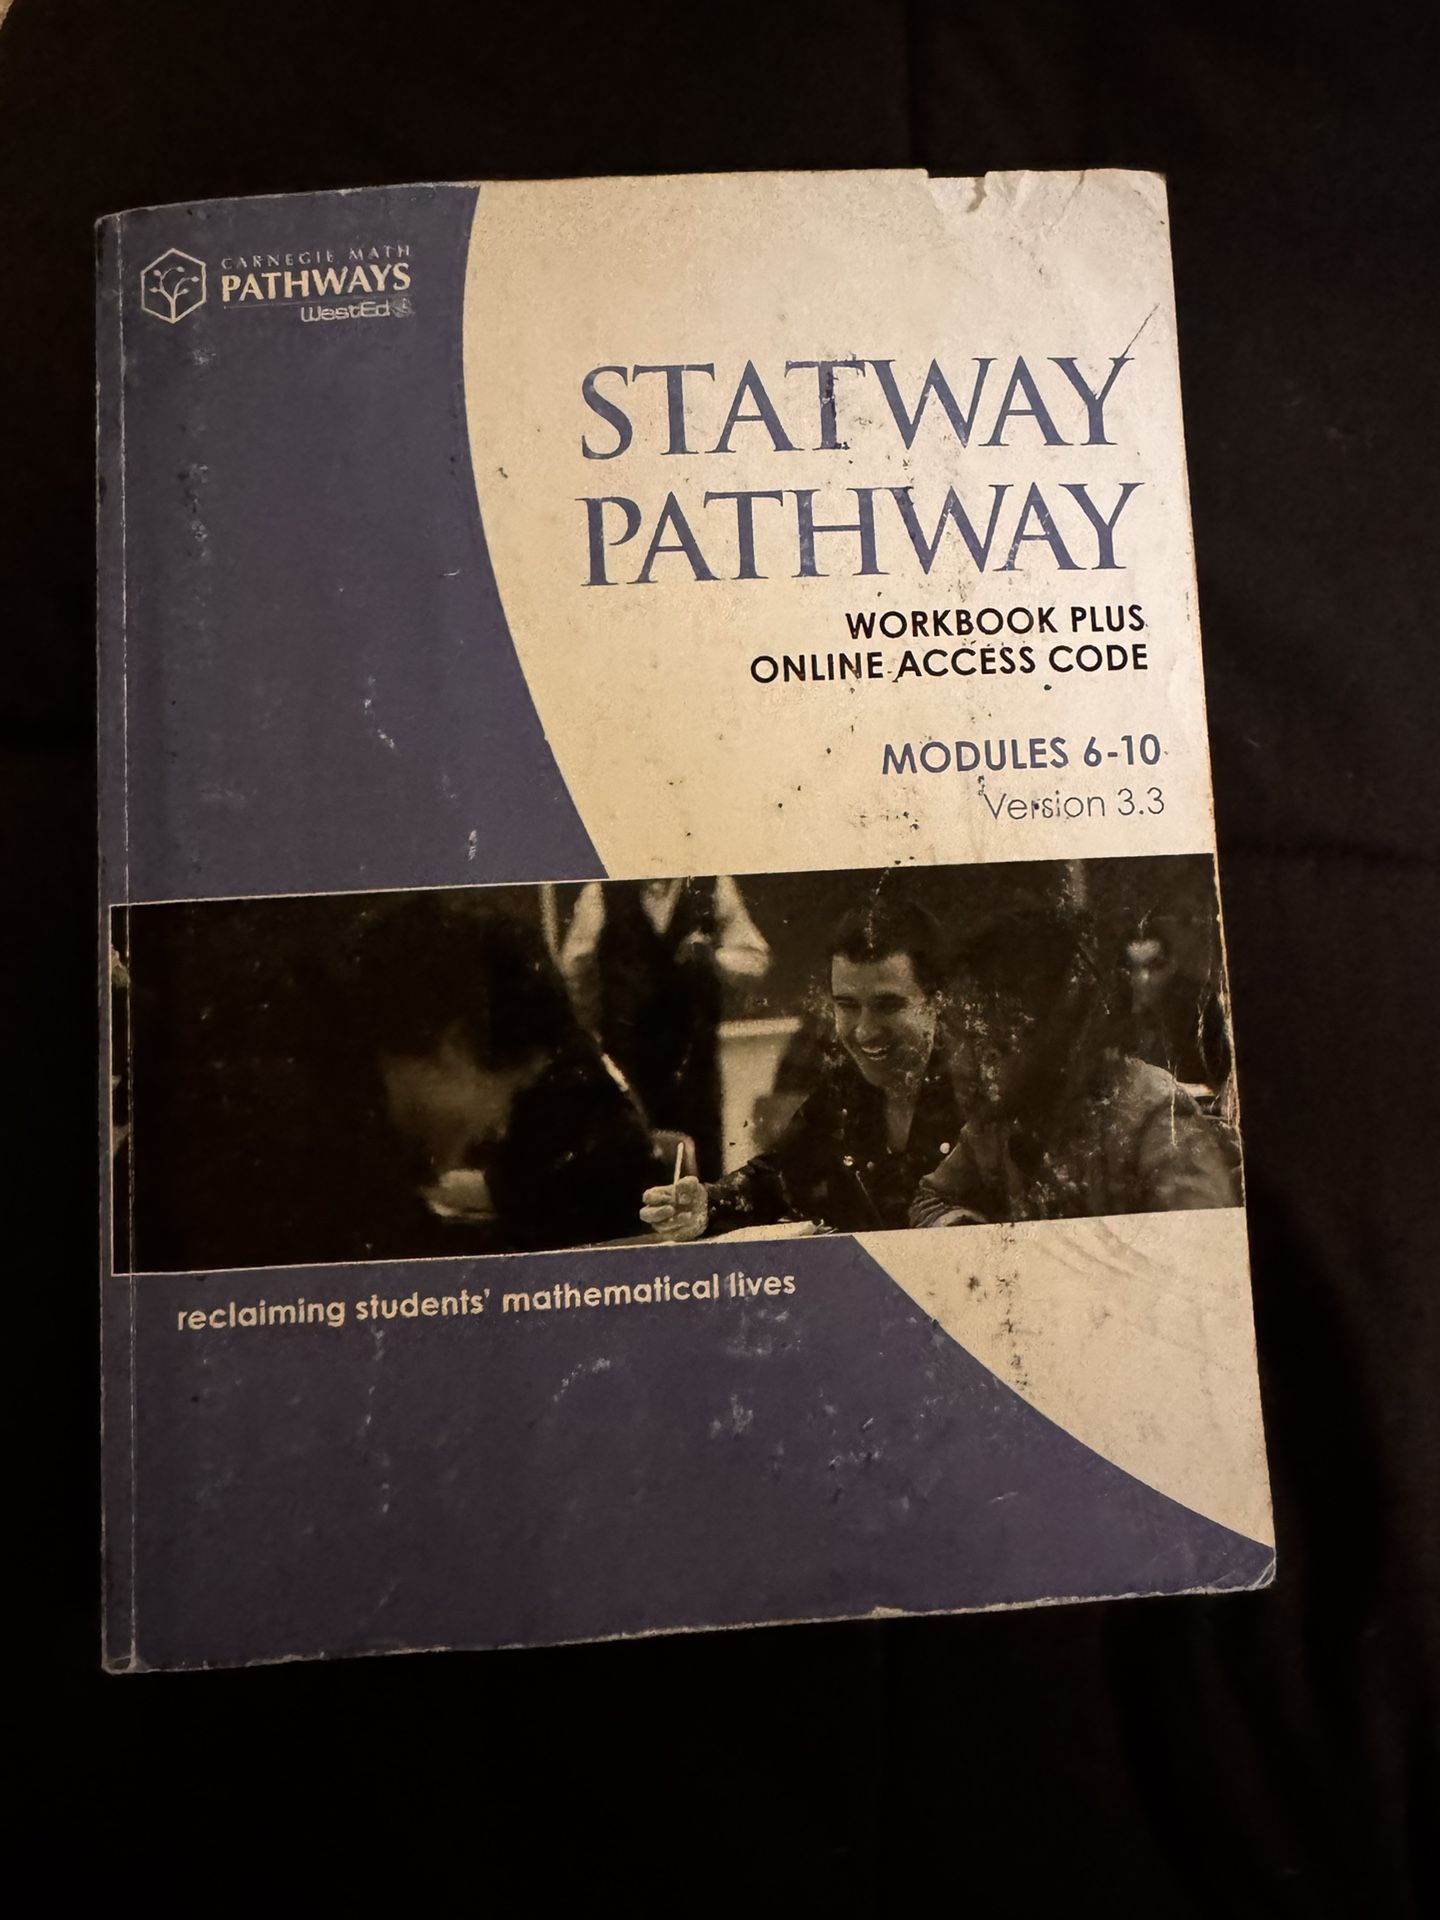 CARNEGIE MATH
PATHWAYS
WestEd
STATWAY
PATHWAY
WORKBOOK PLUS
ONLINE ACCESS CODE
MODULES 6-10
Version 3.3
reclaiming students' mathematical lives